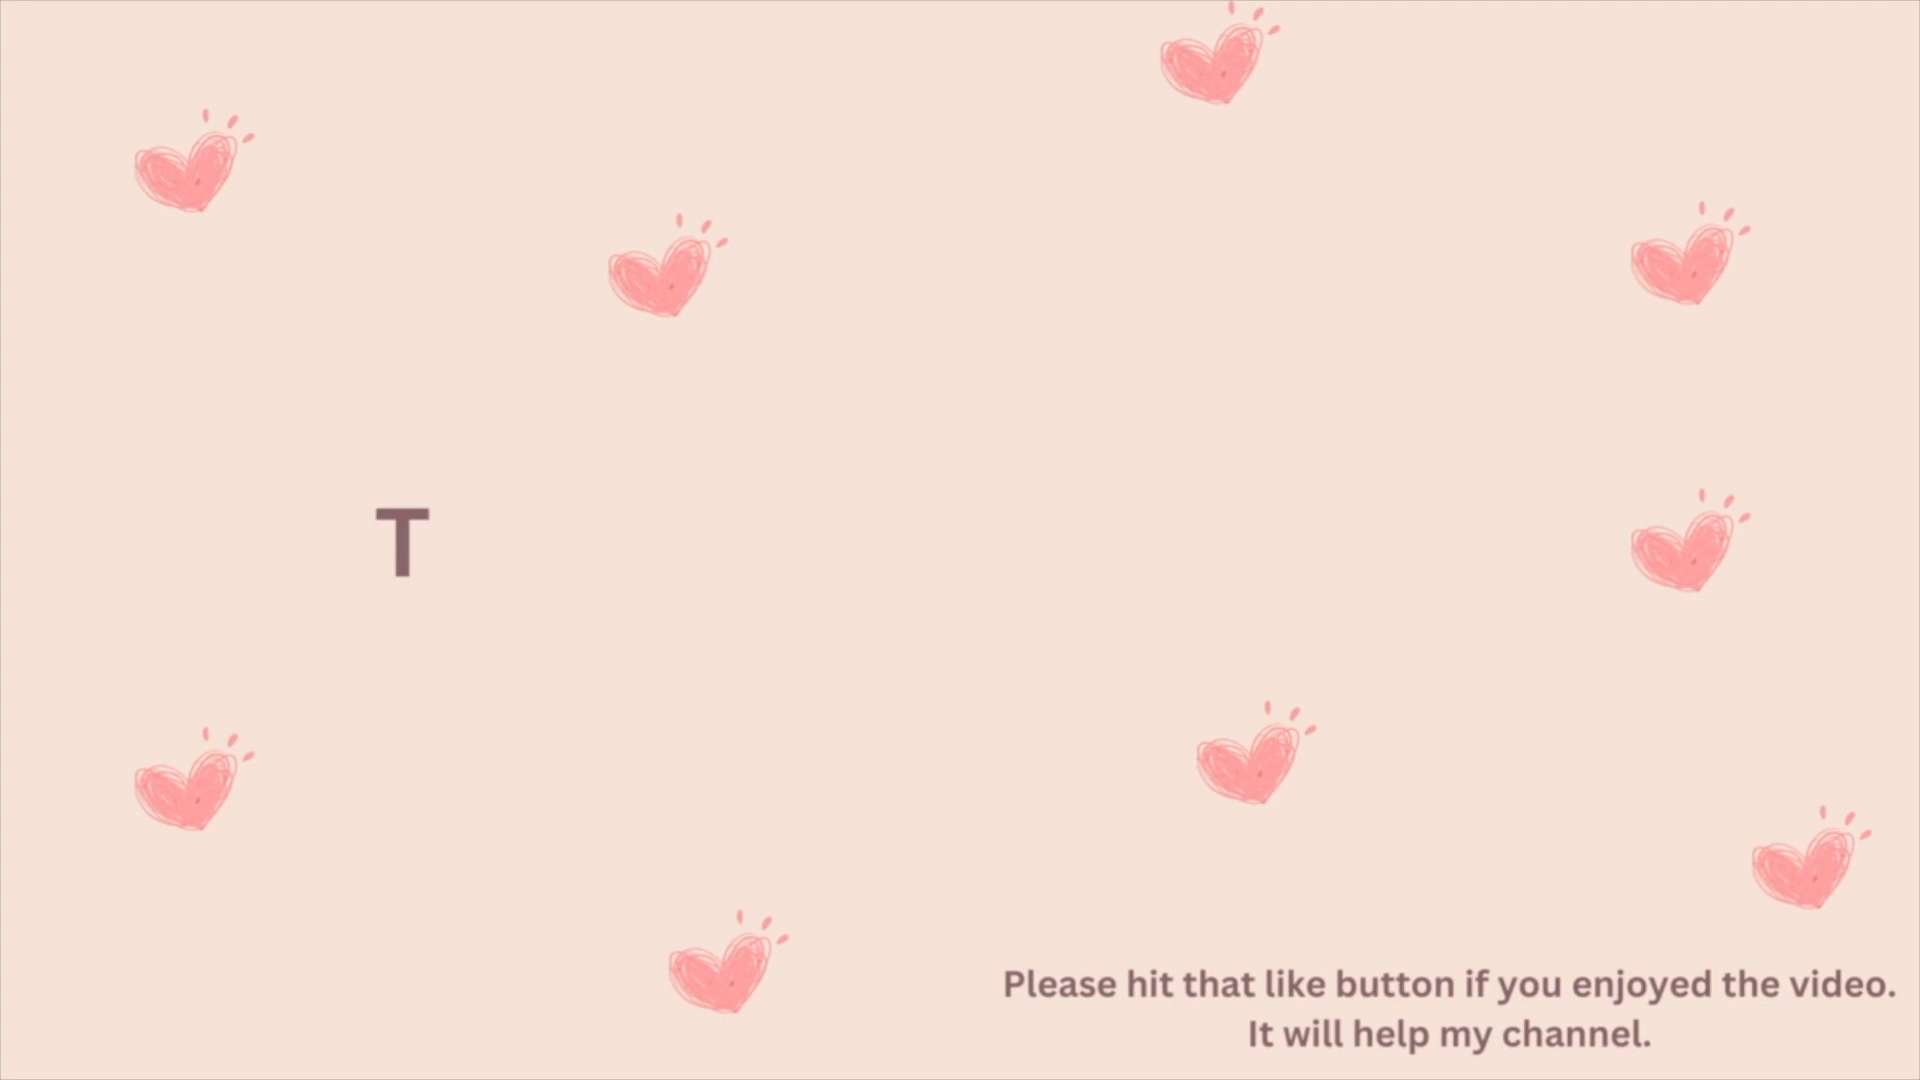 T
Please hit that like button if you enjoyed the video.
It will help my channel.